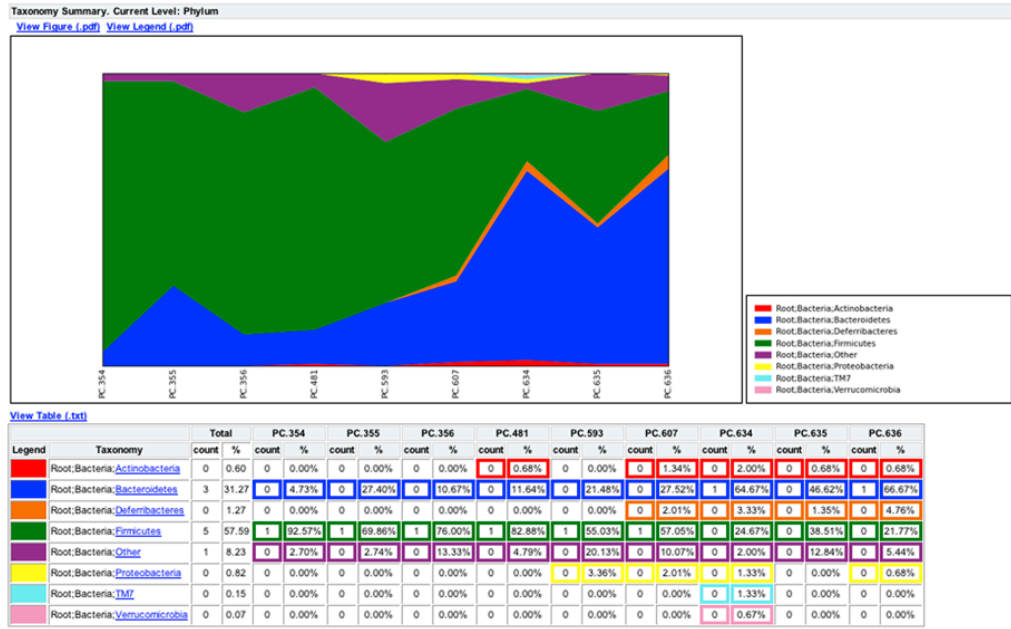 Taxonomy Summary. Current Level: Phylum
View Figure (.pdf) View Legend (.pdf)
PC.354 PC.355 PC.356 PC.481 PC.593 PC.607 PC.634 PC.635 PC.636
Root;Bacteria;Actinobacteria
Root;Bacteria;Bacteroidetes
Root;Bacteria;Deferribacteres
Root;Bacteria;Firmicutes
Root;Bacteria;Other
Root;Bacteria;Proteobacteria
Root;Bacteria;TM7
Root;Bacteria;Verrucomicrobia
View Table (.txt)
Total PC.354 PC.355 PC.356 PC.481 PC.593 PC.607 PC.634 PC.635 PC.636
Legend Taxonomy count % count % count % count % count % count % count % count % count % count %
Root;Bacteria;Actinobacteria 0 0.60 0 0.00% 0 0.00% 0 0.00% 0 0.68% 0 0.00% 0 1.34% 0 2.00% 0 0.68% 0 0.68%
Root;Bacteria;Bacteroidetes 3 31.27 0 4.73% 0 27.40% 0 10.67% 0 11.64% 0 21.48% 0 27.52% 1 64.67% 0 46.62% 1 66.67%
Root;Bacteria;Deferribacteres 0 1.27 0 0.00% 0 0.00% 0 0.00% 0 0.00% 0 0.00% 0 2.01% 0 3.33% 0 1.35% 0 4.76%
Root;Bacteria;Firmicutes 5 57.59 1 92.57% 1 69.86% 1 76.00% 1 82.88% 1 55.03% 1 57.05% 0 24.67% 0 38.51% 0 21.77%
Root;Bacteria;Other 1 8.23 0 2.70% 0 2.74% 0 13.33% 0 4.79% 0 20.13% 0 10.07% 0 2.00% 0 12.84% 0 5.44%
Root;Bacteria;Proteobacteria 0 0.82 0 0.00% 0 0.00% 0 0.00% 0 0.00% 0 3.36% 0 2.01% 0 1.33% 0 0.00% 0 0.68%
Root;Bacteria;TM7 0 0.15 0 0.00% 0 0.00% 0 0.00% 0 0.00% 0 0.00% 0 0.00% 0 1.33% 0 0.00% 0 0.00%
Root;Bacteria;Verrucomicrobia 0 0.07 0 0.00% 0 0.00% 0 0.00% 0 0.00% 0 0.00% 0 0.00% 0 0.67% 0 0.00% 0 0.00%